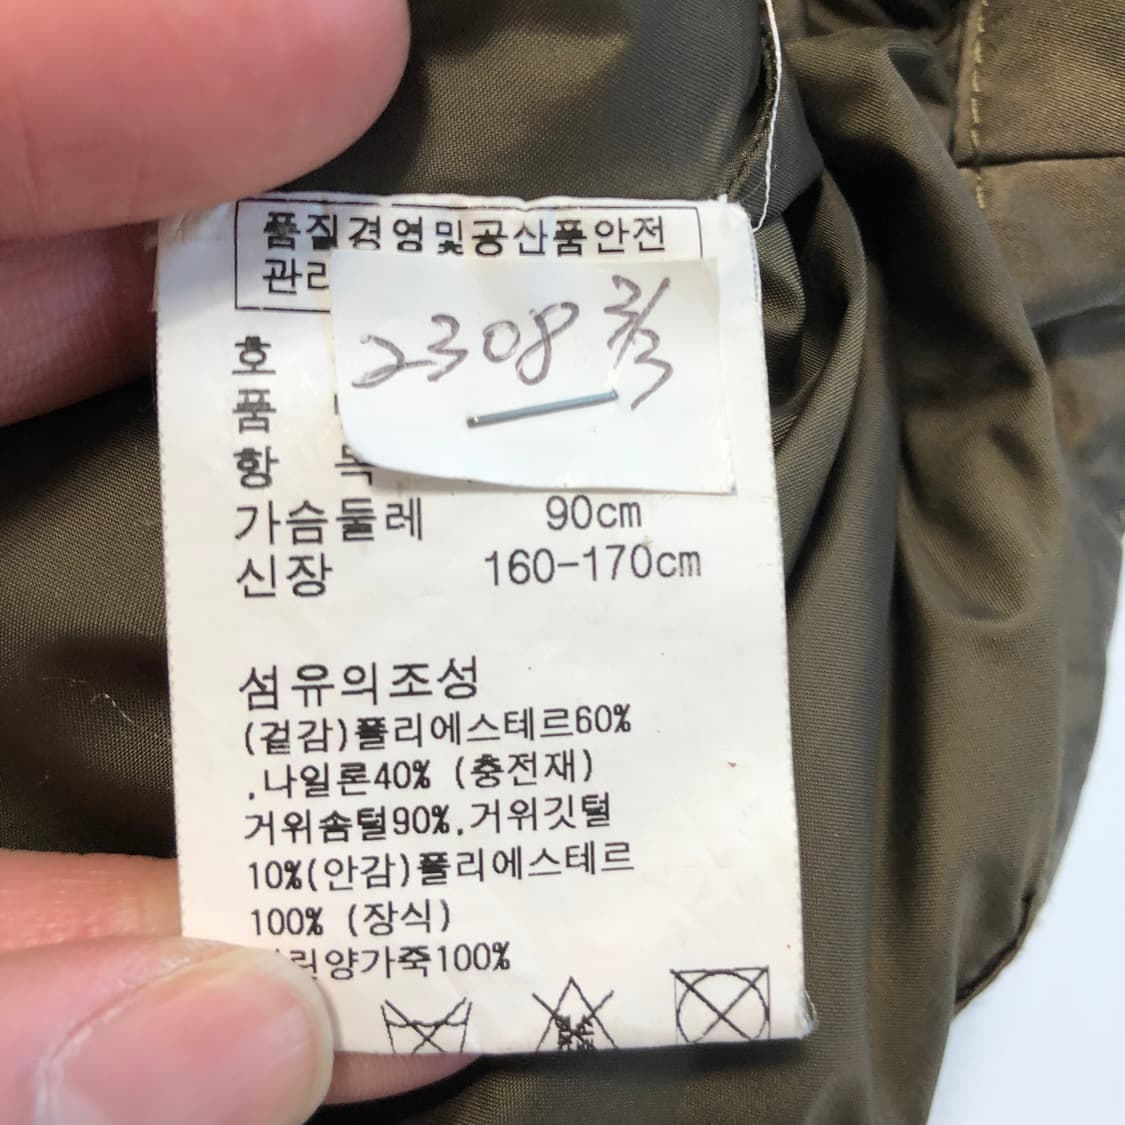 품질경영및공산품안전
관리
2308 2/3
호
품
항 목
가슴둘레 90cm
신장 160-170cm
섬유의조성
(겉감)폴리에스테르60%
,나일론40% (충전재)
거위솜털90%,거위깃털
10%(안감)폴리에스테르
100% (장식)
린양가죽100%